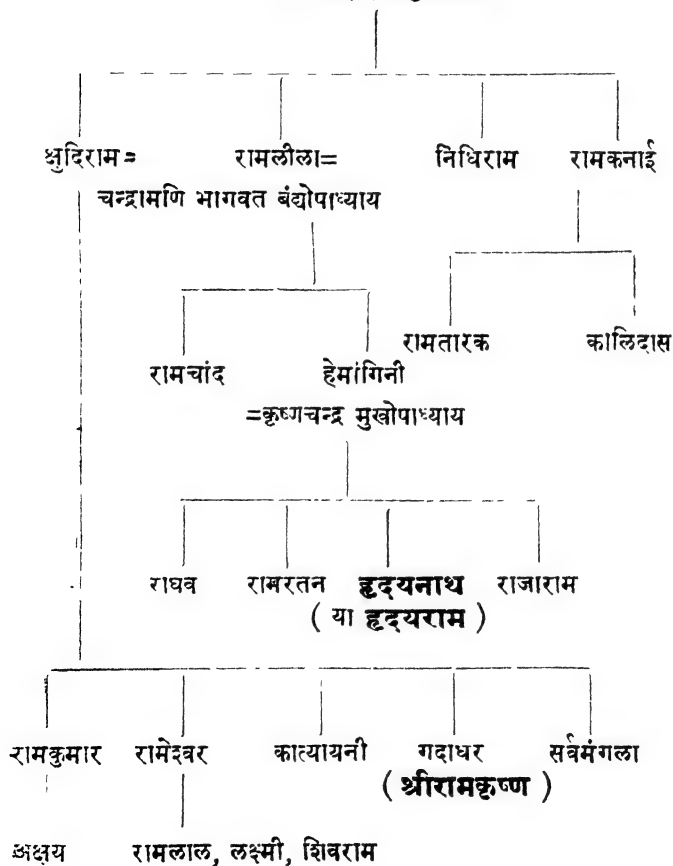 क्षुदिराम= रामलीला= निधिराम रामकनाई
चन्द्रामणि भागवत बंद्योपाध्याय
रामतारक कालिदास
रामचांद हेमांगिनी
=कृष्णचन्द्र मुखोपाध्याय
राघव रामरतन हृदयनाथ राजाराम
( या हृदयराम )
रामकुमार रामेश्वर कात्यायनी गदाधर सर्वमंगला
( श्रीरामकृष्ण )
अक्षय रामलाल, लक्ष्मी, शिवराम